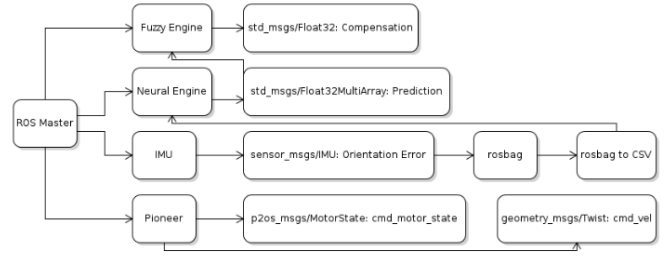 Fuzzy Engine
std_msgs/Float32: Compensation
Neural Engine
std_msgs/Float32MultiArray: Prediction
ROS Master
IMU
sensor_msgs/IMU: Orientation Error
rosbag
rosbag to CSV
Pioneer
p2os_msgs/MotorState: cmd_motor_state
geometry_msgs/Twist: cmd_vel